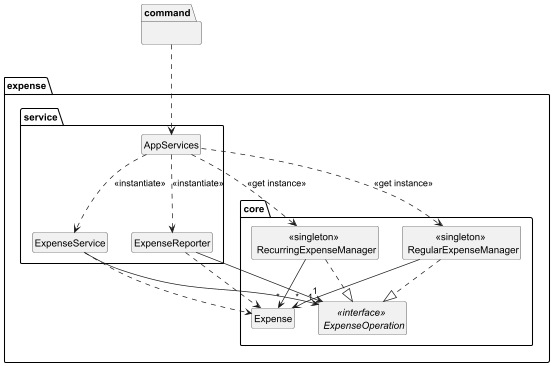 command
expense
service
AppServices
«instantiate»
«instantiate»
«get instance»
«get instance»
core
«singleton»
RecurringExpenseManager
«singleton»
RegularExpenseManager
ExpenseService
ExpenseReporter
*
*
1
Expense
«interface»
ExpenseOperation